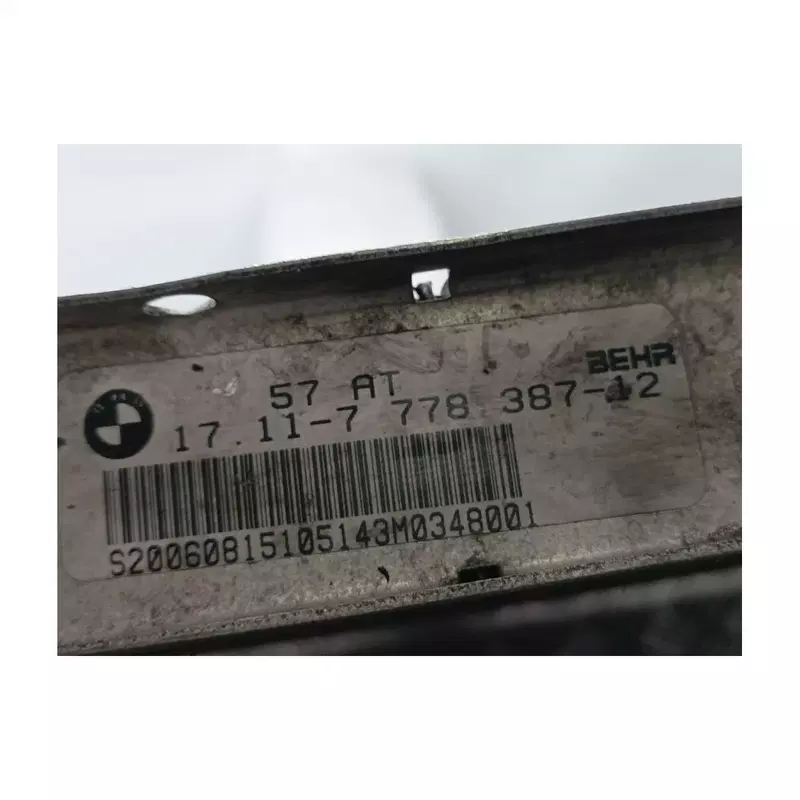 BEHR
57 AT
17.11-7 778 387-12
S20060815105143M0348001